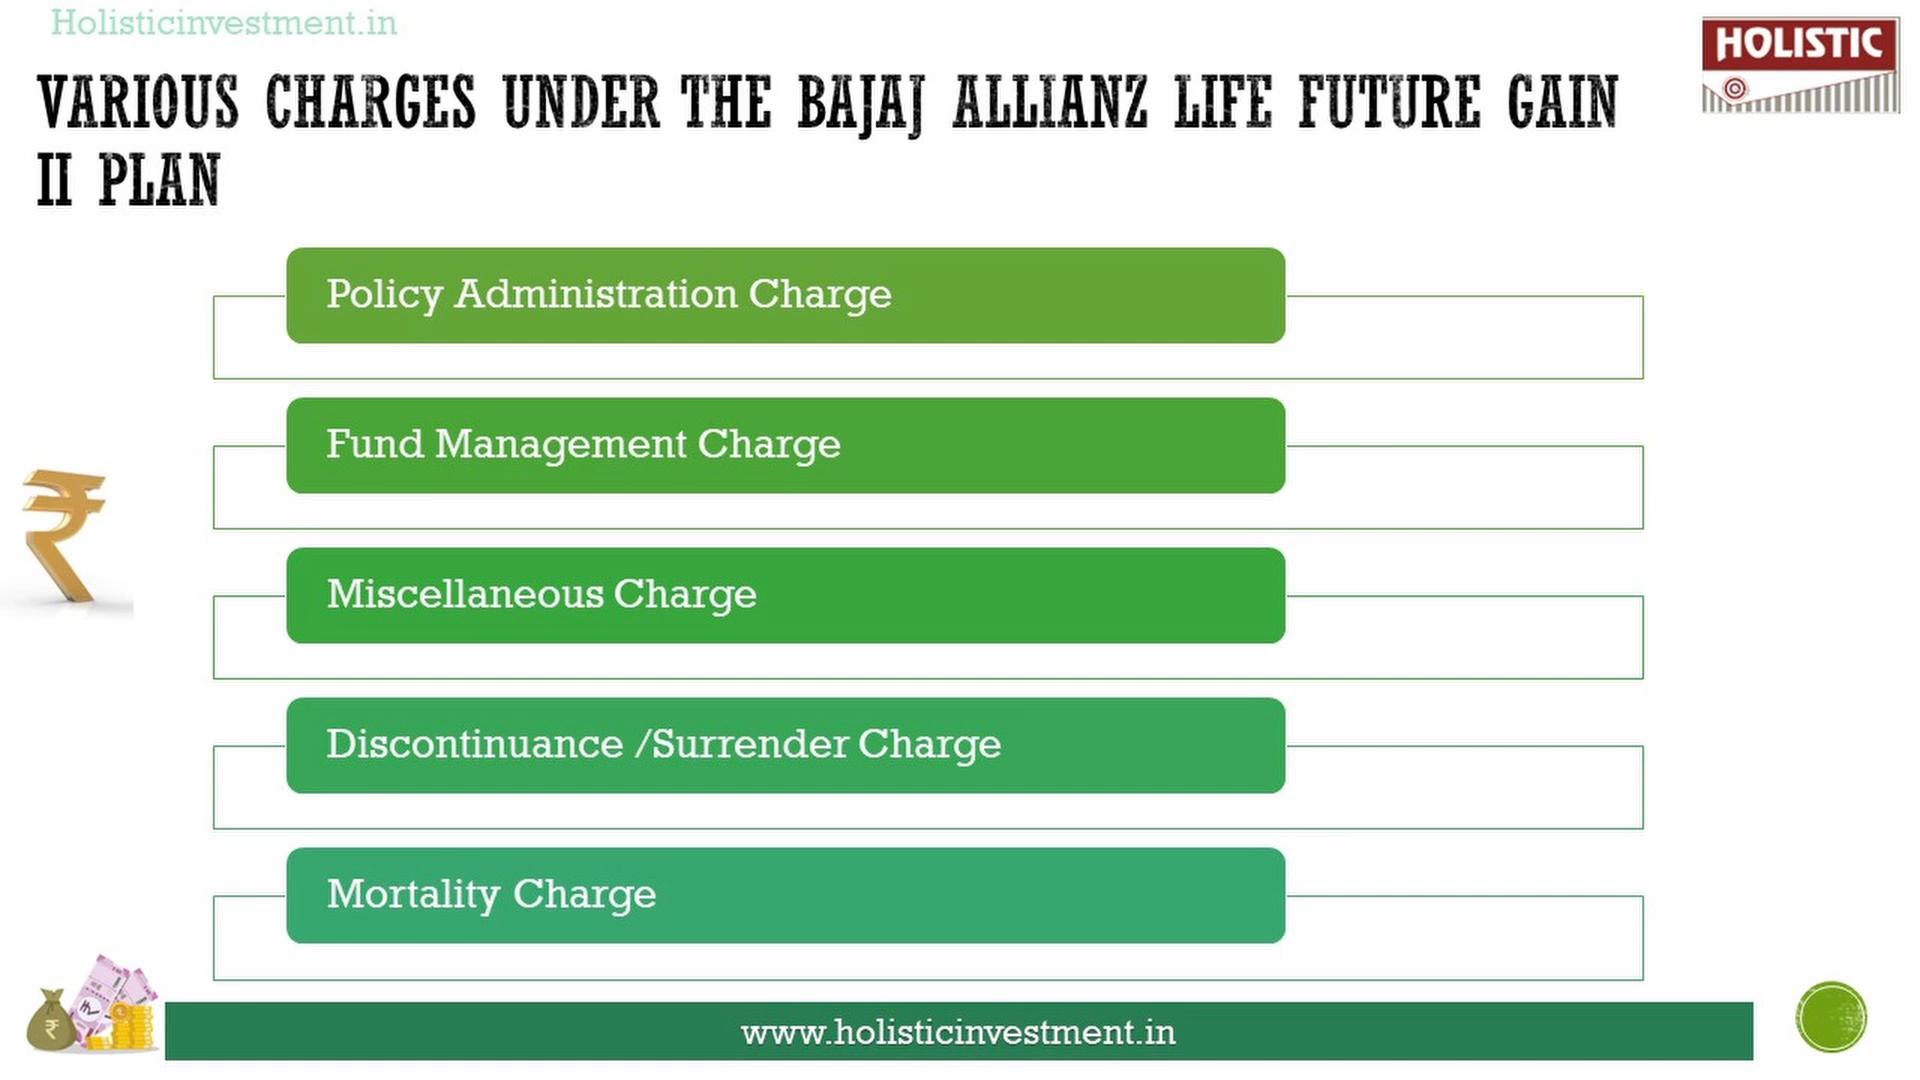 Holisticinvestment.in
HOLISTIC
VARIOUS CHARGES UNDER THE BAJAJ ALLIANZ LIFE FUTURE GAIN
II PLAN
Policy Administration Charge
Fund Management Charge
Miscellaneous Charge
Discontinuance /Surrender Charge
Mortality Charge
www.holisticinvestment.in